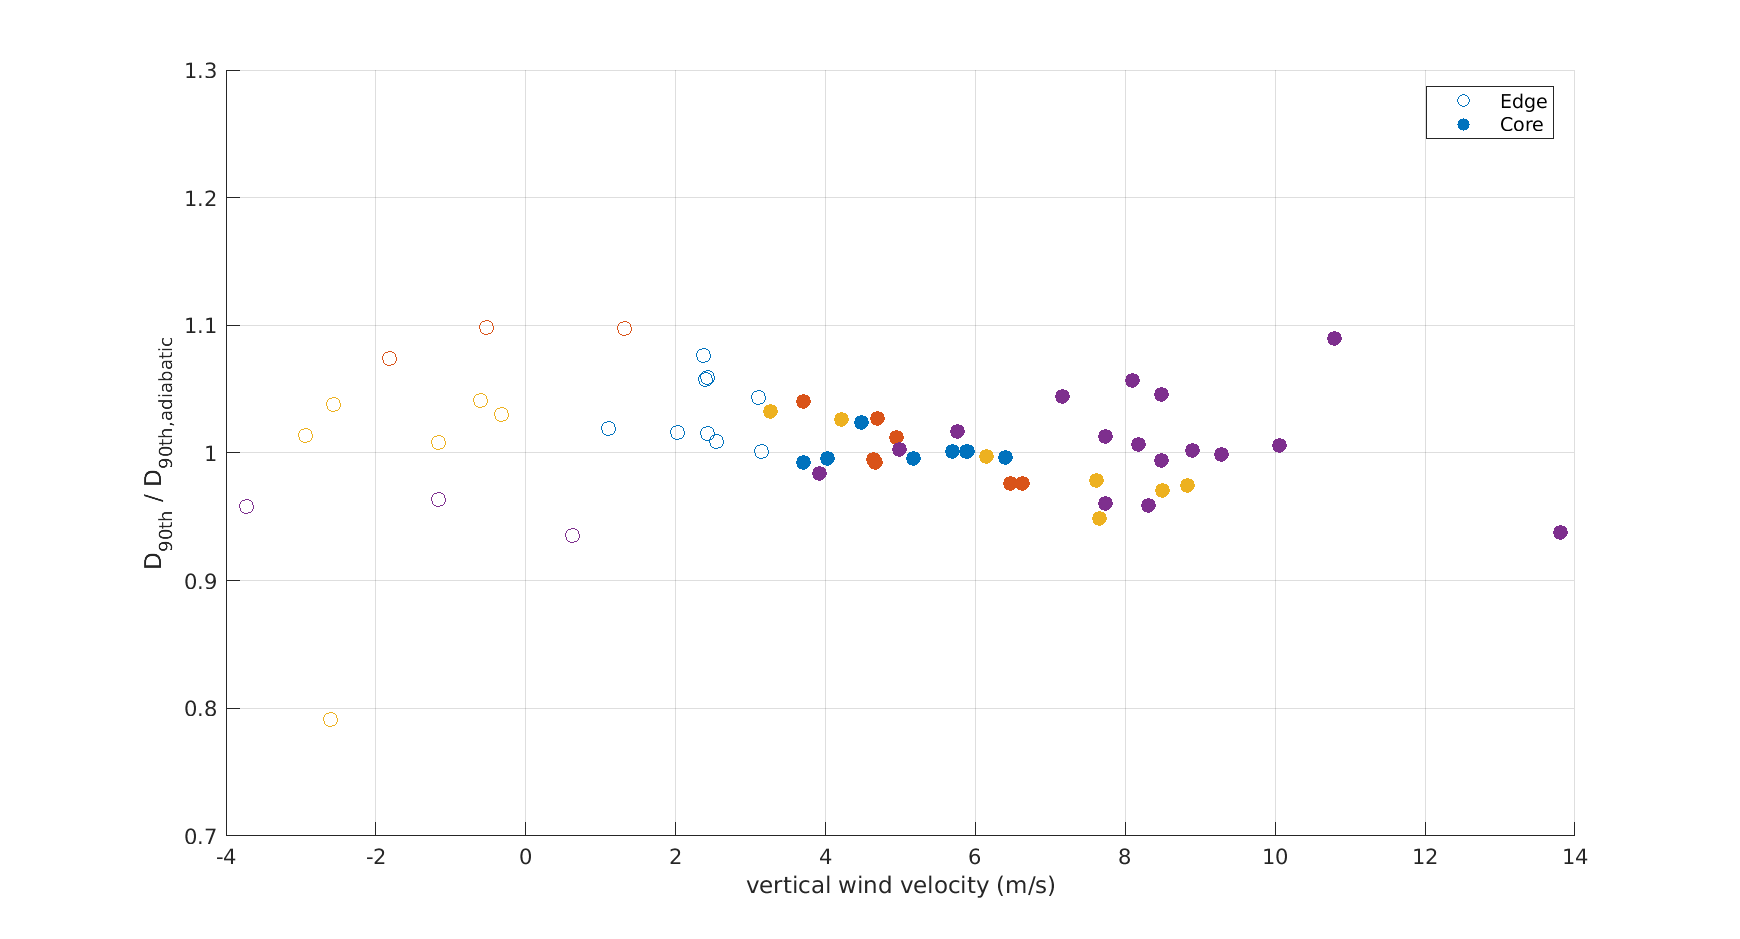 1.3
1.2
1.1
1
0.9
0.8
0.7
-4 -2 0 2 4 6 8 10 12 14
vertical wind velocity (m/s)
D90th / D90th,adiabatic
Edge
Core